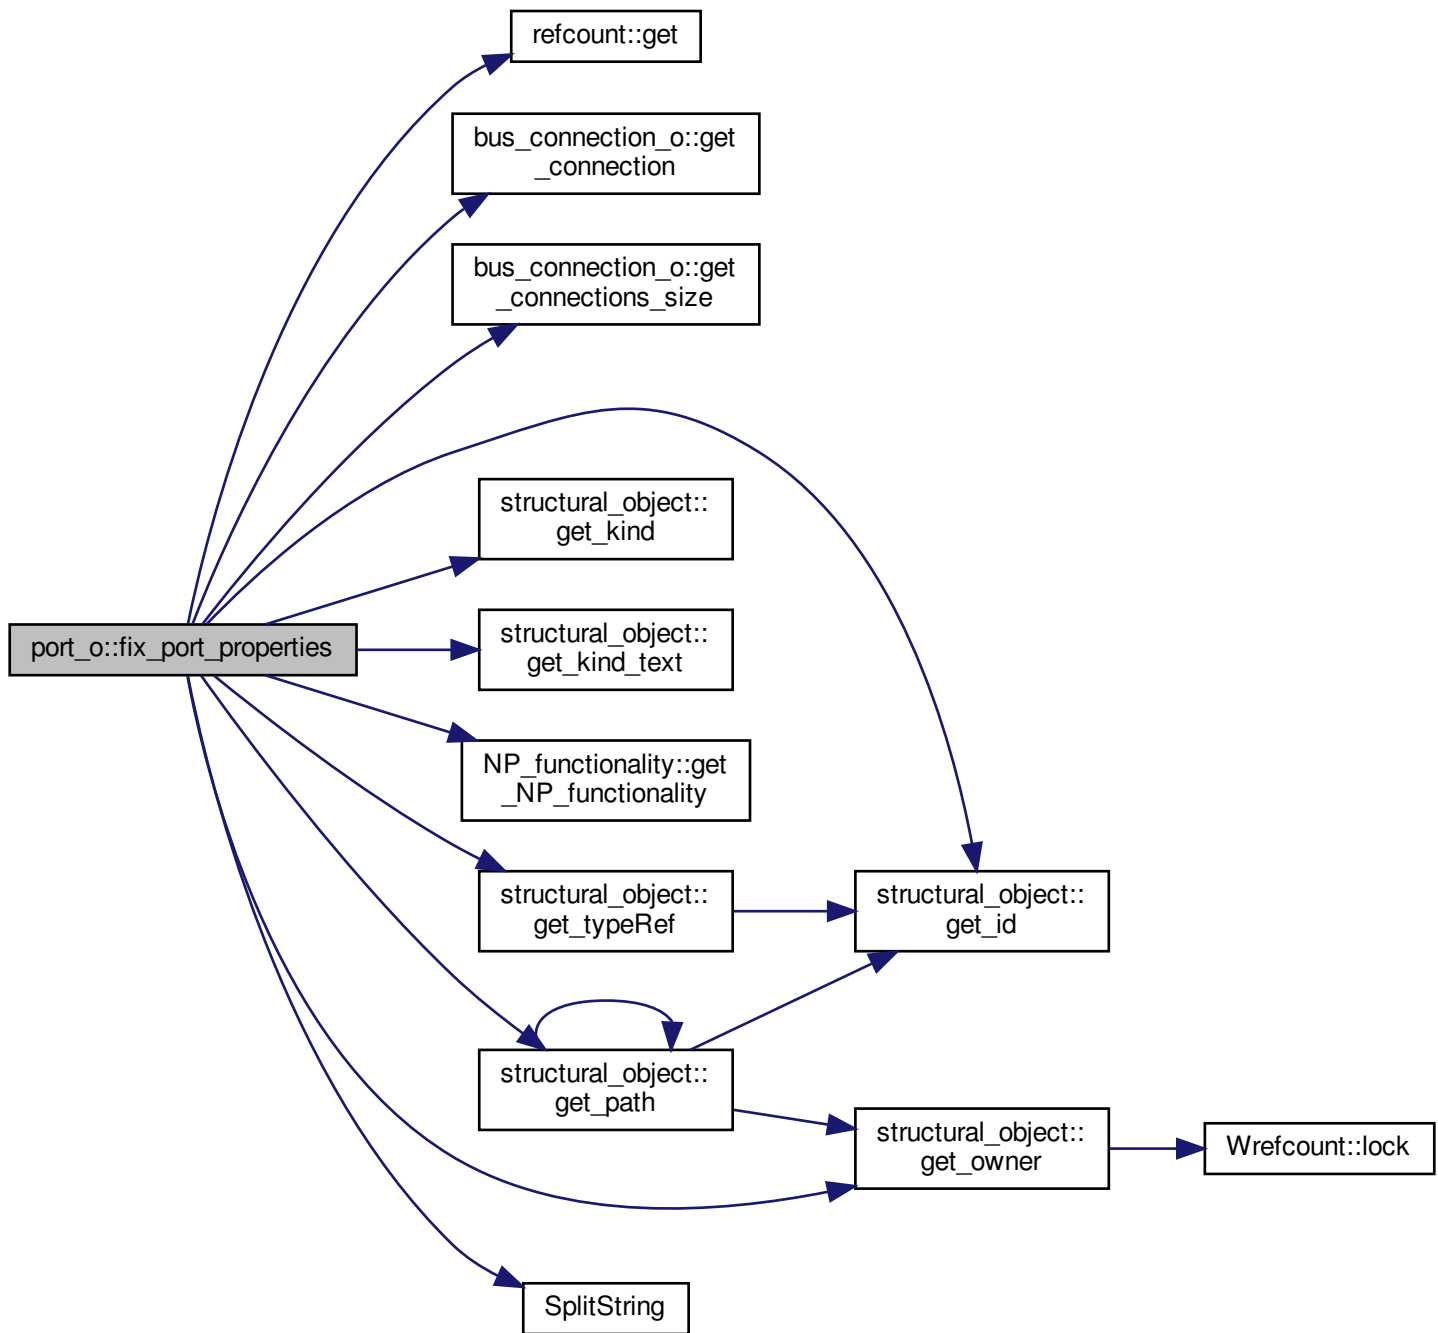 refcount::get
bus_connection_o::get
_connection
bus_connection_o::get
_connections_size
structural_object::
get_kind
port_o::fix_port_properties
structural_object::
get_kind_text
NP_functionality::get
_NP_functionality
structural_object::
get_typeRef
structural_object::
get_id
structural_object::
get_path
structural_object::
get_owner
Wrefcount::lock
SplitString